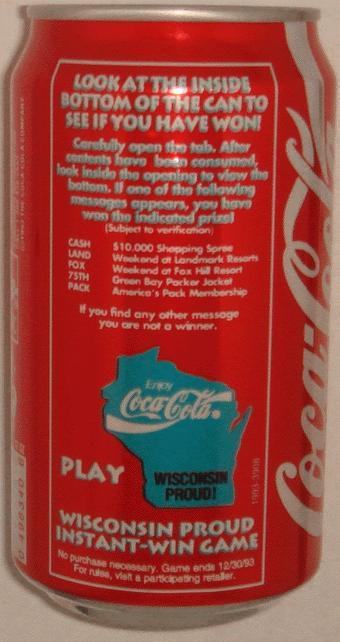 LOOK AT THE INSIDE
BOTTOM OF THE CAN TO
SEE IF YOU HAVE WON!
Carefully open the tab. After
contents have been consumed,
look inside the opening to view the
bottom. If one of the following
messages appears, you have
won the indicated prize!
(Subject to verification)
CASH $10.000 Shopping Spree
LAND Weekend at Landmark Resorts
FOX Weekend at Fox Hill Resort
75TH Green Bay Packer Jacket
PACK America's Pack Membership
If you find any other message
you are not a winner.
Enjoy
Coca-Cola
PLAY
WISCONSIN
PROUD!
WISCONSIN PROUD
INSTANT-WIN GAME
No purchase necessary. Game ends 12/30/93
For rules, visit a participating retailer.
Coca-Cola